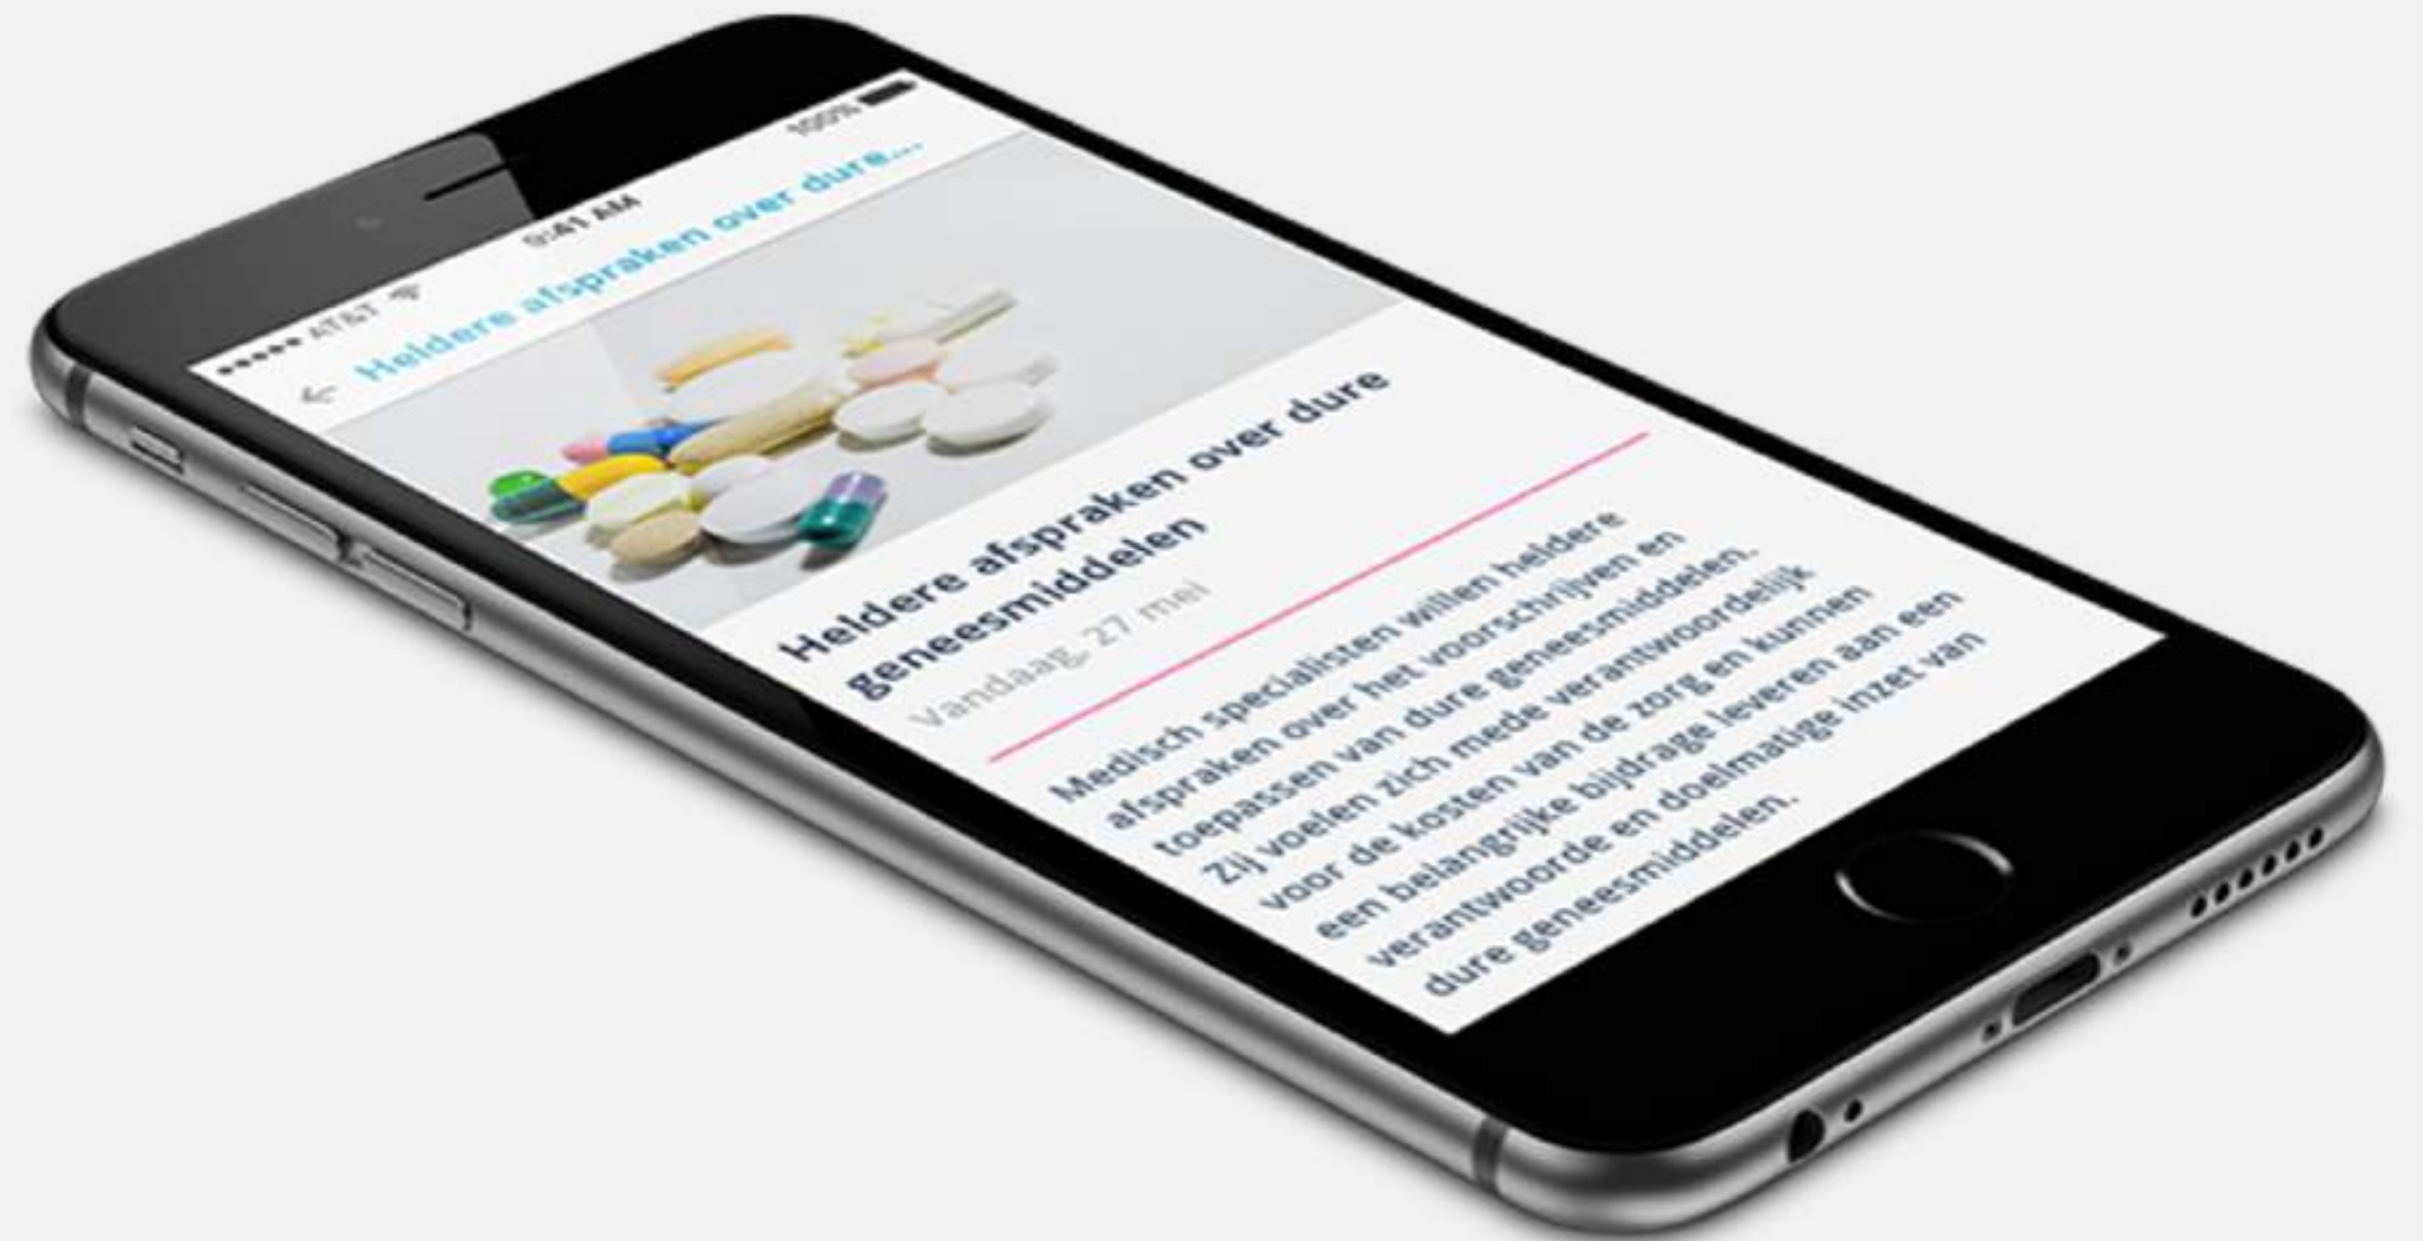 ●●●●● AT&T 9:41 AM 100%
← Heldere afspraken over dure...
Heldere afspraken over dure
geneesmiddelen
Vandaag, 27 mei
Medisch specialisten willen heldere
afspraken over het voorschrijven en
toepassen van dure geneesmiddelen.
Zij voelen zich mede verantwoordelijk
voor de kosten van de zorg en kunnen
een belangrijke bijdrage leveren aan een
verantwoorde en doelmatige inzet van
dure geneesmiddelen.